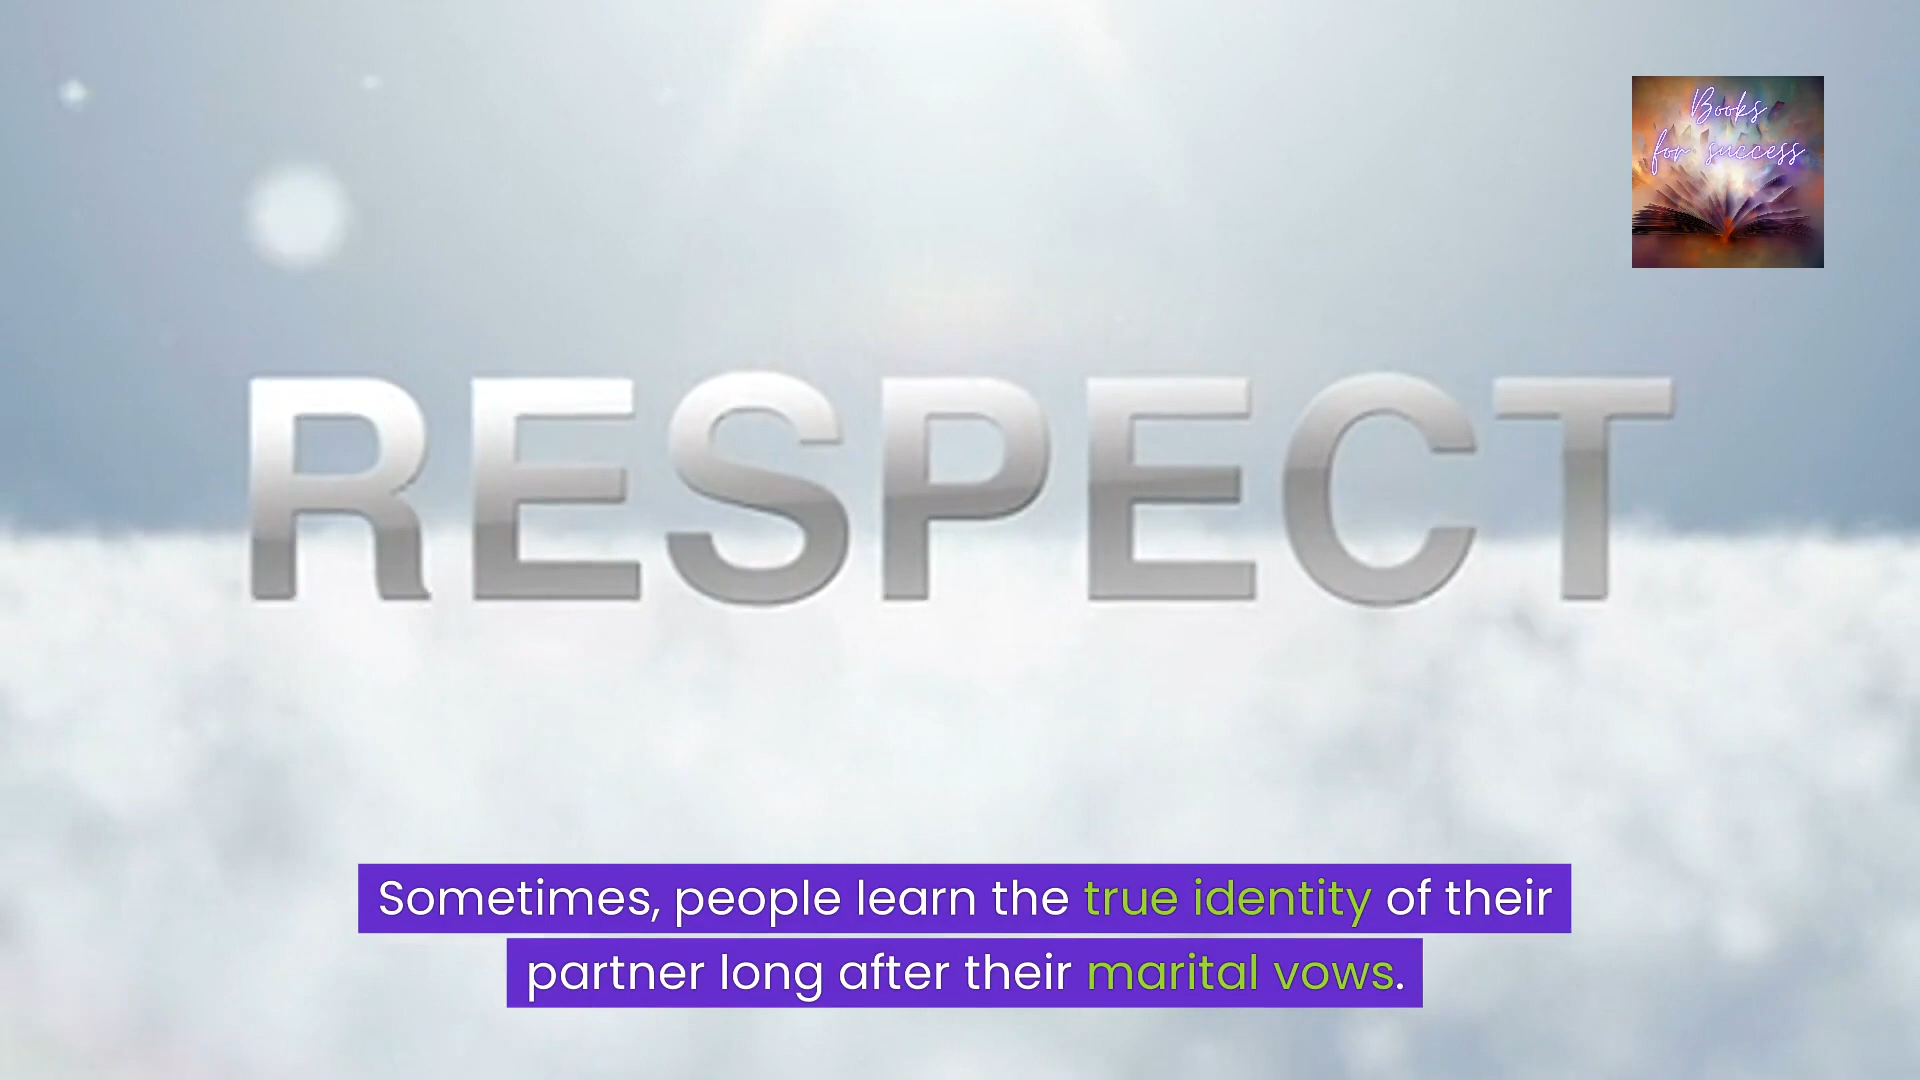 Books
for success
RESPECT
Sometimes, people learn the true identity of their
partner long after their marital vows.